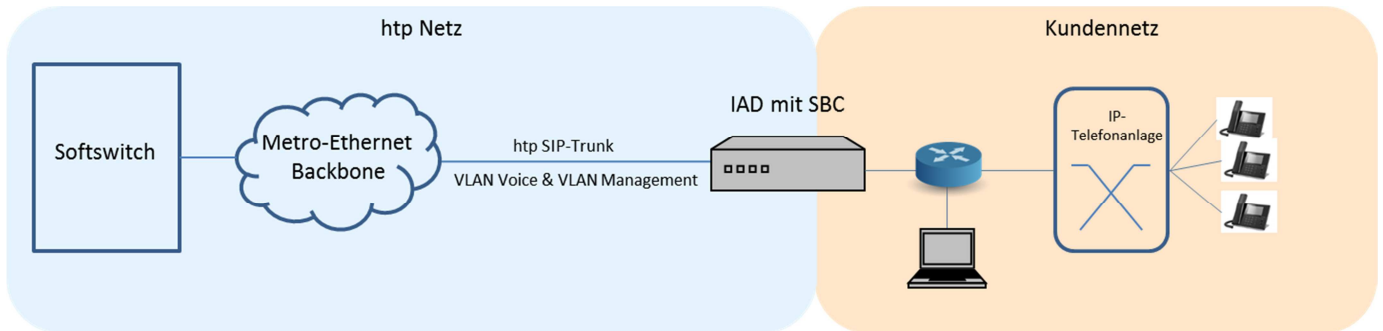 htp Netz
Kundennetz
Softswitch
Metro-Ethernet
Backbone
htp SIP-Trunk
VLAN Voice & VLAN Management
IAD mit SBC
IP-
Telefonanlage